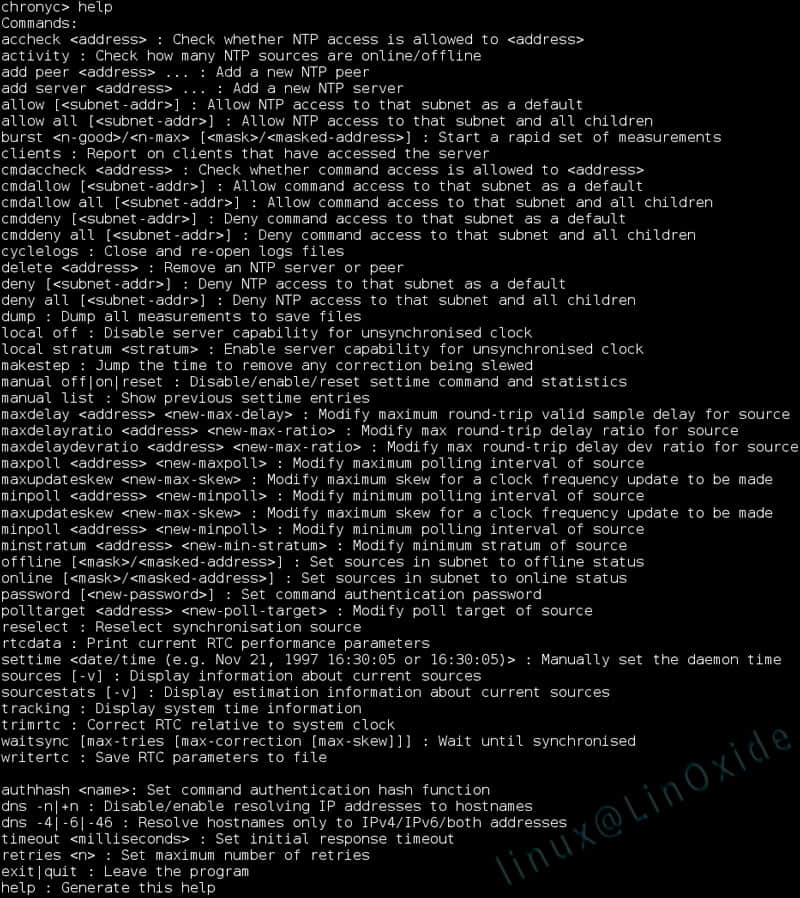 chronyc> help
Commands:
accheck <address> : Check whether NTP access is allowed to <address>
activity : Check how many NTP sources are online/offline
add peer <address> ... : Add a new NTP peer
add server <address> ... : Add a new NTP server
allow [<subnet-addr>] : Allow NTP access to that subnet as a default
allow all [<subnet-addr>] : Allow NTP access to that subnet and all children
burst <n-good>/<n-max> [<mask>/<masked-address>] : Start a rapid set of measurements
clients : Report on clients that have accessed the server
cmdaccheck <address> : Check whether command access is allowed to <address>
cmdallow [<subnet-addr>] : Allow command access to that subnet as a default
cmdallow all [<subnet-addr>] : Allow command access to that subnet and all children
cmddeny [<subnet-addr>] : Deny command access to that subnet as a default
cmddeny all [<subnet-addr>] : Deny command access to that subnet and all children
cyclelogs : Close and re-open logs files
delete <address> : Remove an NTP server or peer
deny [<subnet-addr>] : Deny NTP access to that subnet as a default
deny all [<subnet-addr>] : Deny NTP access to that subnet and all children
dump : Dump all measurements to save files
local off : Disable server capability for unsynchronised clock
local stratum <stratum> : Enable server capability for unsynchronised clock
makestep : Jump the time to remove any correction being slewed
manual off|on|reset : Disable/enable/reset settime command and statistics
manual list : Show previous settime entries
maxdelay <address> <new-max-delay> : Modify maximum round-trip valid sample delay for source
maxdelayratio <address> <new-max-ratio> : Modify max round-trip delay ratio for source
maxdelaydevratio <address> <new-max-ratio> : Modify max round-trip delay dev ratio for source
maxpoll <address> <new-maxpoll> : Modify maximum polling interval of source
maxupdateskew <new-max-skew> : Modify maximum skew for a clock frequency update to be made
minpoll <address> <new-minpoll> : Modify minimum polling interval of source
maxupdateskew <new-max-skew> : Modify maximum skew for a clock frequency update to be made
minpoll <address> <new-minpoll> : Modify minimum polling interval of source
minstratum <address> <new-min-stratum> : Modify minimum stratum of source
offline [<mask>/<masked-address>] : Set sources in subnet to offline status
online [<mask>/<masked-address>] : Set sources in subnet to online status
password [<new-password>] : Set command authentication password
polltarget <address> <new-poll-target> : Modify poll target of source
reselect : Reselect synchronisation source
rtcdata : Print current RTC performance parameters
settime <date/time (e.g. Nov 21, 1997 16:30:05 or 16:30:05)> : Manually set the daemon time
sources [-v] : Display information about current sources
sourcestats [-v] : Display estimation information about current sources
tracking : Display system time information
trimrtc : Correct RTC relative to system clock
waitsync [max-tries [max-correction [max-skew]]] : Wait until synchronised
writertc : Save RTC parameters to file
authhash <name>: Set command authentication hash function
dns -n|+n : Disable/enable resolving IP addresses to hostnames
dns -4|-6|-46 : Resolve hostnames only to IPv4/IPv6/both addresses
timeout <milliseconds> : Set initial response timeout
retries <n> : Set maximum number of retries
exit|quit : Leave the program
help : Generate this help
linux@LinOxide